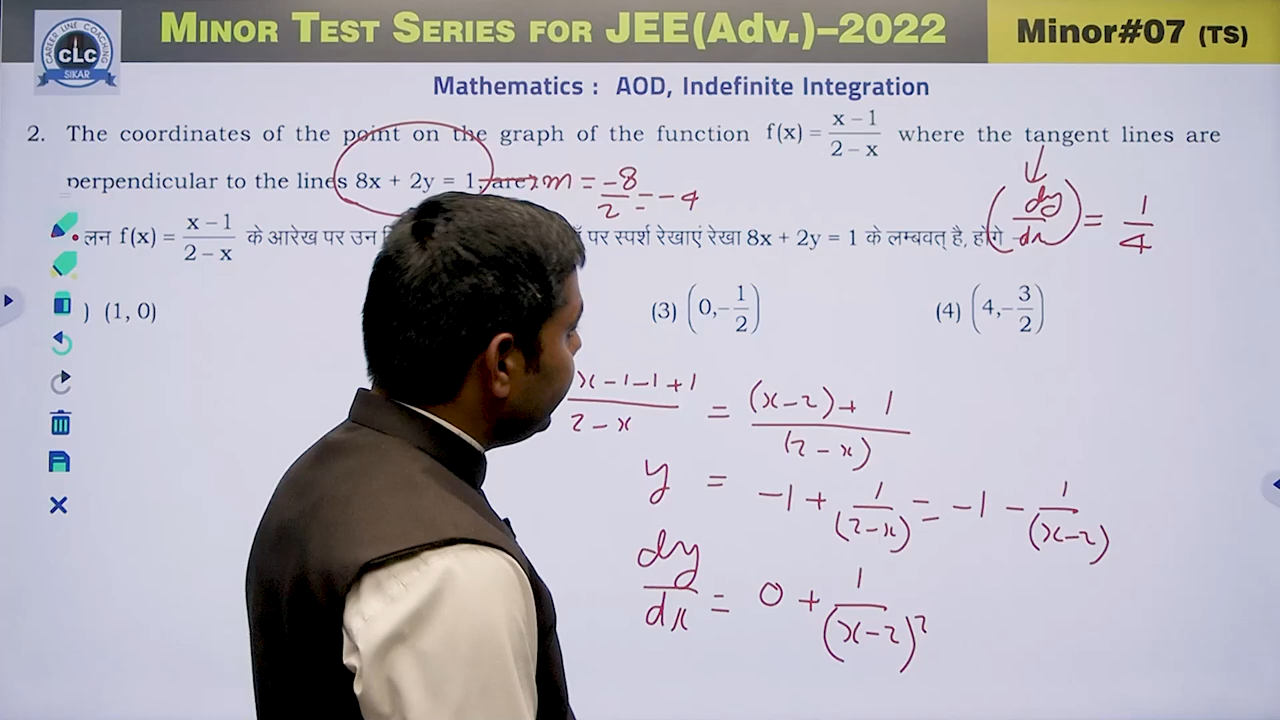 CAREER LINE COACHING
CLC
SIKAR
MINOR TEST SERIES FOR JEE(ADV.)–2022
Minor#07 (TS)
Mathematics : AOD, Indefinite Integration
2. The coordinates of the point on the graph of the function f(x) = (x – 1)/(2 – x) where the tangent lines are
perpendicular to the lines 8x + 2y = 1, are
m = -8/2 = -4
(dy/dx) = 1/4
लन f(x) = (x – 1)/(2 – x) के आरेख पर उन
पर स्पर्श रेखाएं रेखा 8x + 2y = 1 के लम्बवत् है, होंगे
) (1, 0)
(3) (0, -1/2)
(4) (4, -3/2)
(x-1-1+1)/(2-x) = ((x-2)+1)/(2-x)
y = -1 + 1/(2-x) = -1 - 1/(x-2)
dy/dx = 0 + 1/(x-2)²